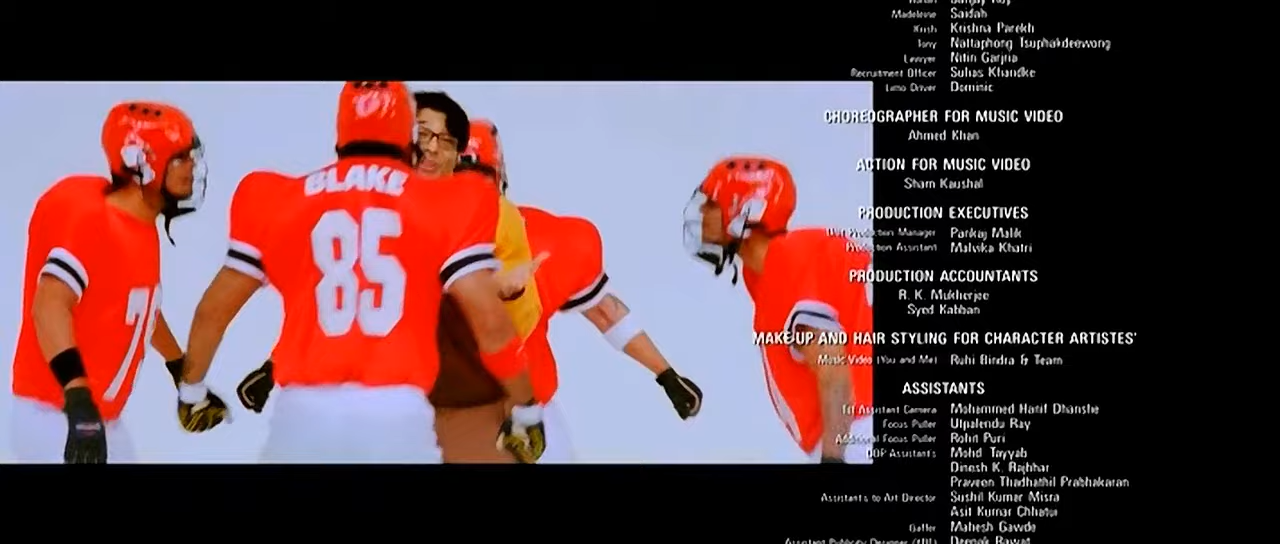 Madeleine Saidah
Krish Krishna Parekh
Tony Nattaphong Tsuphakdeewong
Lawyer Nitin Garjria
Recruitment Officer Suhas Khandke
Limo Driver Dominic
CHOREOGRAPHER FOR MUSIC VIDEO
Ahmed Khan
ACTION FOR MUSIC VIDEO
Sham Kaushal
PRODUCTION EXECUTIVES
Production Manager Pankaj Malik
Production Assistant Malvika Khatri
PRODUCTION ACCOUNTANTS
R. K. Mukherjee
Syed Kabban
MAKE-UP AND HAIR STYLING FOR CHARACTER ARTISTES'
Music Video (You and Me) Ruhi Bindra & Team
ASSISTANTS
1st Assistant Camera Mohammed Hanif Dhanshe
Focus Puller Utpalendu Ray
Additional Focus Puller Rohit Puri
DOP Assistants Mohd. Tayyab
Dinesh K. Rajbhar
Praveen Thadhathil Prabhakaran
Assistants to Art Director Sushil Kumar Misra
Asit Kumar Chhatui
Gaffer Mahesh Gawde
Deepak Rawat
BLAKE
85